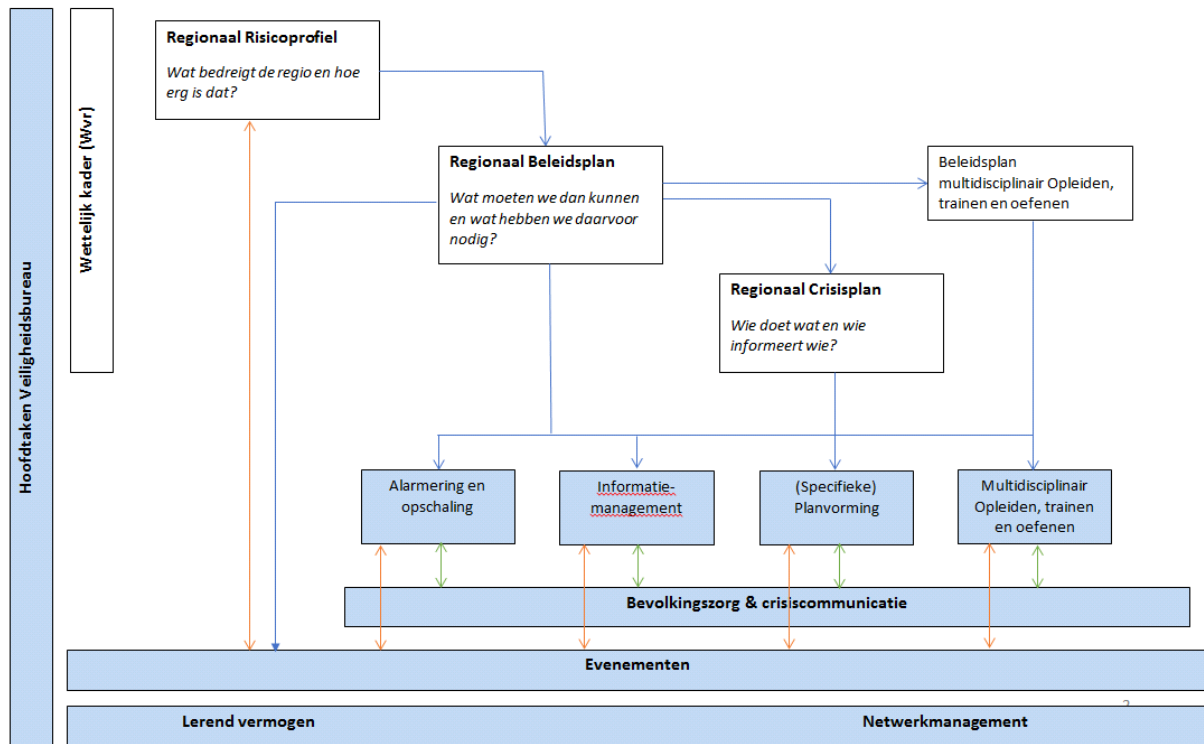 Hoofdtaken Veiligheidsbureau
Wettelijk kader (Wvr)
Regionaal Risicoprofiel
Wat bedreigt de regio en hoe
erg is dat?
Regionaal Beleidsplan
Wat moeten we dan kunnen
en wat hebben we daarvoor
nodig?
Beleidsplan
multidisciplinair Opleiden,
trainen en oefenen
Regionaal Crisisplan
Wie doet wat en wie
informeert wie?
Alarmering en
opschaling
Informatie-
management
(Specifieke)
Planvorming
Multidisciplinair
Opleiden, trainen
en oefenen
Bevolkingszorg & crisiscommunicatie
Evenementen
Lerend vermogen
Netwerkmanagement